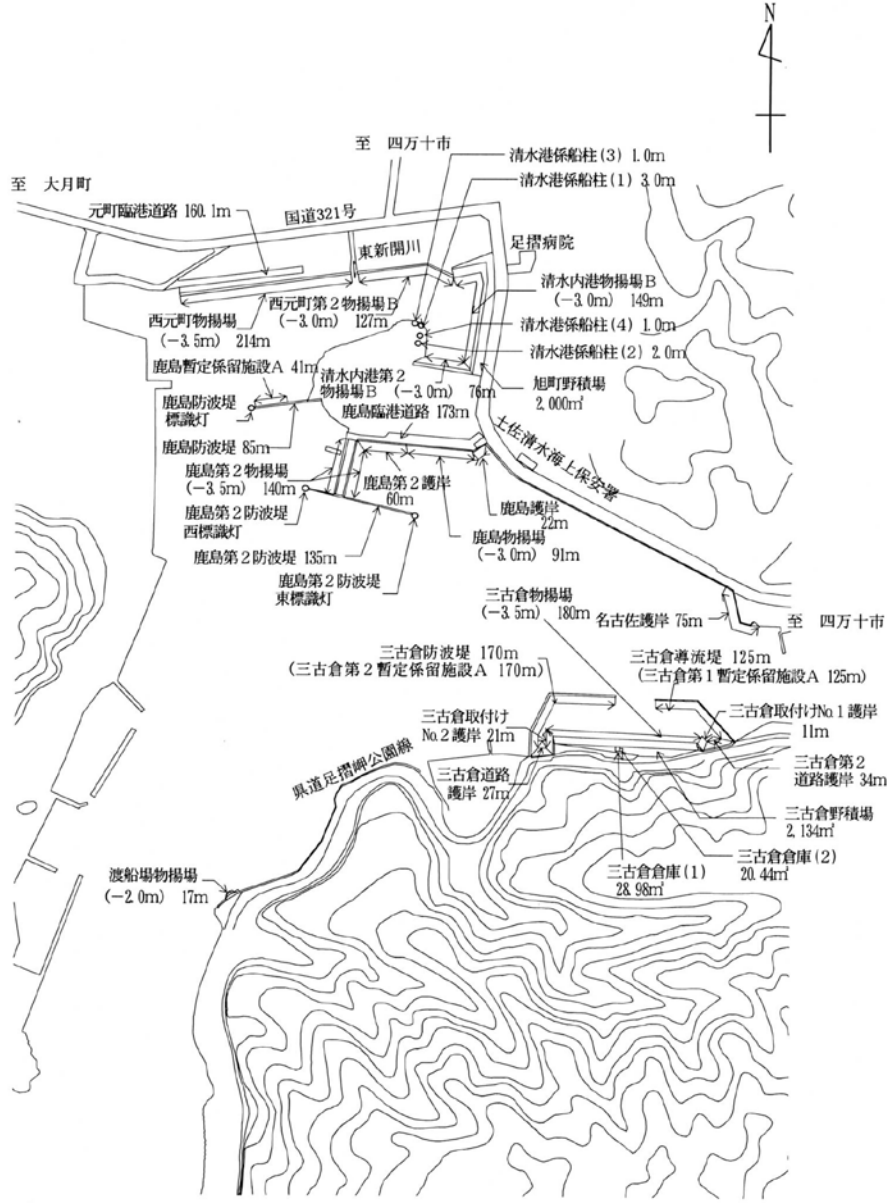 N
至 四万十市
至 大月町
清水港係船柱(3) 1.0m
清水港係船柱(1) 3.0m
元町臨港道路 160.1m
国道321号
東新開川
足摺病院
西元町物揚場
(−3.5m) 214m
西元町第2物揚場B
(−3.0m) 127m
清水内港物揚場B
(−3.0m) 149m
清水港係船柱(4) 1.0m
清水港係船柱(2) 2.0m
鹿島暫定係留施設A 41m
清水内港第2
物揚場B (−3.0m) 76m
旭町野積場
2,000㎡
鹿島防波堤
標識灯
鹿島臨港道路 173m
鹿島防波堤 85m
土佐清水海上保安署
鹿島第2物揚場
(−3.5m) 140m
鹿島第2護岸
60m
鹿島護岸
22m
鹿島第2防波堤
西標識灯
鹿島物揚場
(−3.0m) 91m
鹿島第2防波堤 135m
鹿島第2防波堤
東標識灯
三古倉物揚場
(−3.5m) 180m
名古佐護岸 75m
至 四万十市
三古倉防波堤 170m
(三古倉第2暫定係留施設A 170m)
三古倉導流堤 125m
(三古倉第1暫定係留施設A 125m)
三古倉取付け
No.2護岸 21m
三古倉取付けNo.1護岸
11m
三古倉道路
護岸 27m
三古倉第2
道路護岸 34m
県道足摺岬公園線
三古倉野積場
2,134㎡
三古倉倉庫(2)
20.44㎡
三古倉倉庫(1)
28.98㎡
渡船場物揚場
(−2.0m) 17m